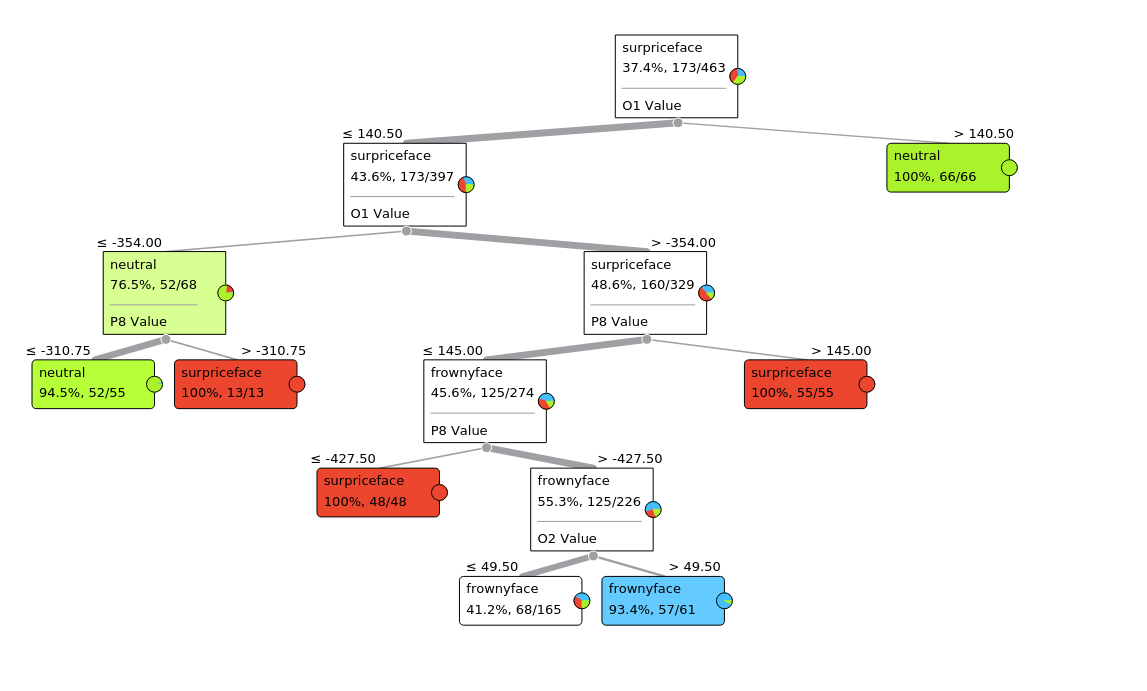 surpriceface
37.4%, 173/463
O1 Value
≤ 140.50
> 140.50
surpriceface
43.6%, 173/397
O1 Value
neutral
100%, 66/66
≤ -354.00
> -354.00
neutral
76.5%, 52/68
P8 Value
surpriceface
48.6%, 160/329
P8 Value
≤ -310.75
> -310.75
≤ 145.00
> 145.00
neutral
94.5%, 52/55
surpriceface
100%, 13/13
frownyface
45.6%, 125/274
P8 Value
surpriceface
100%, 55/55
≤ -427.50
> -427.50
surpriceface
100%, 48/48
frownyface
55.3%, 125/226
O2 Value
≤ 49.50
> 49.50
frownyface
41.2%, 68/165
frownyface
93.4%, 57/61